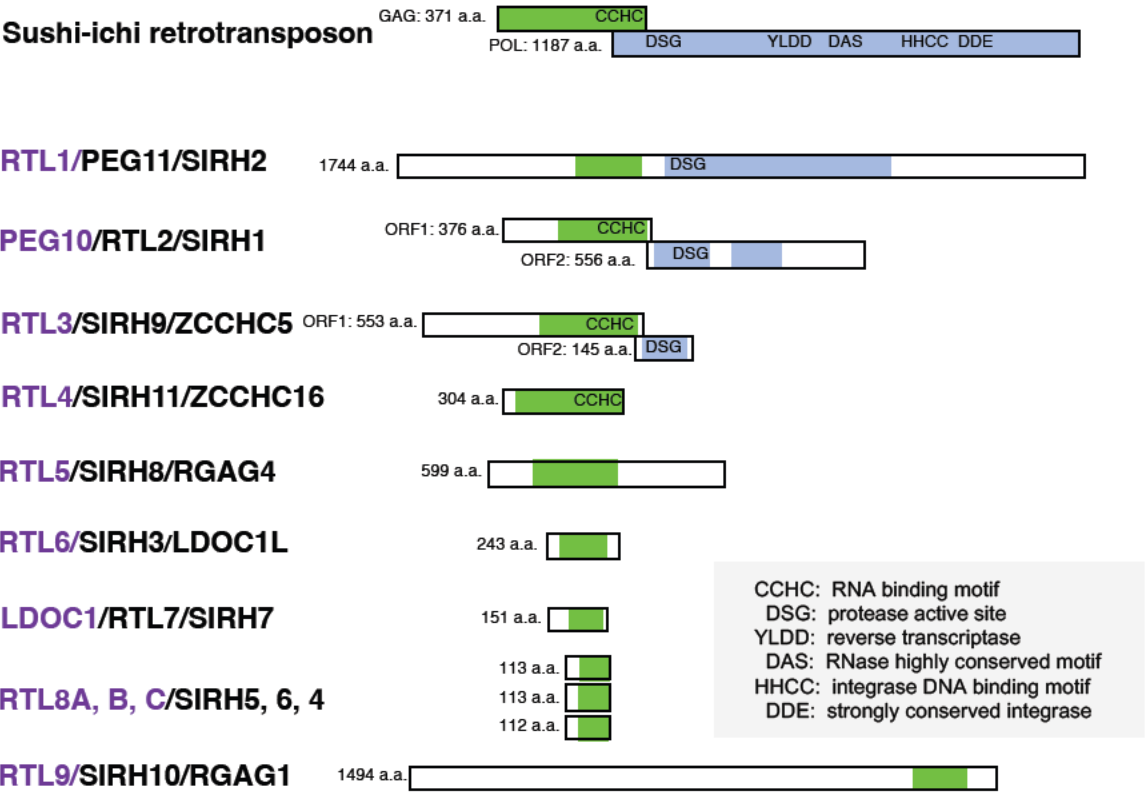 GAG: 371 a.a. CCHC
Sushi-ichi retrotransposon
POL: 1187 a.a. DSG YLDD DAS HHCC DDE
RTL1/PEG11/SIRH2 1744 a.a. DSG
PEG10/RTL2/SIRH1 ORF1: 376 a.a. CCHC
ORF2: 556 a.a. DSG
RTL3/SIRH9/ZCCHC5 ORF1: 553 a.a. CCHC
ORF2: 145 a.a. DSG
RTL4/SIRH11/ZCCHC16 304 a.a. CCHC
RTL5/SIRH8/RGAG4 599 a.a.
RTL6/SIRH3/LDOC1L 243 a.a.
LDOC1/RTL7/SIRH7 151 a.a.
113 a.a.
RTL8A, B, C/SIRH5, 6, 4 113 a.a.
112 a.a.
RTL9/SIRH10/RGAG1 1494 a.a.
CCHC: RNA binding motif
DSG: protease active site
YLDD: reverse transcriptase
DAS: RNase highly conserved motif
HHCC: integrase DNA binding motif
DDE: strongly conserved integrase